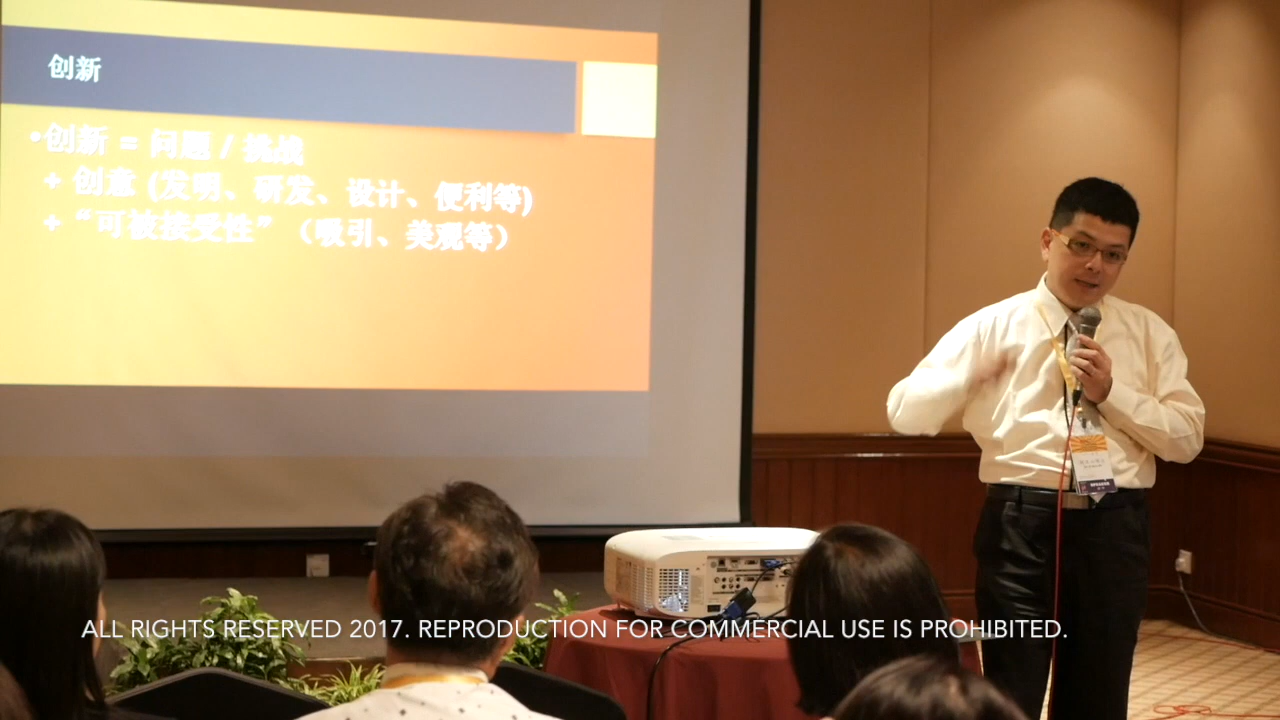 创新
•创新 = 问题 / 挑战
+ 创意 (发明、研发、设计、便利等)
+ “可被接受性” （吸引、美观等）
ALL RIGHTS RESERVED 2017. REPRODUCTION FOR COMMERCIAL USE IS PROHIBITED.